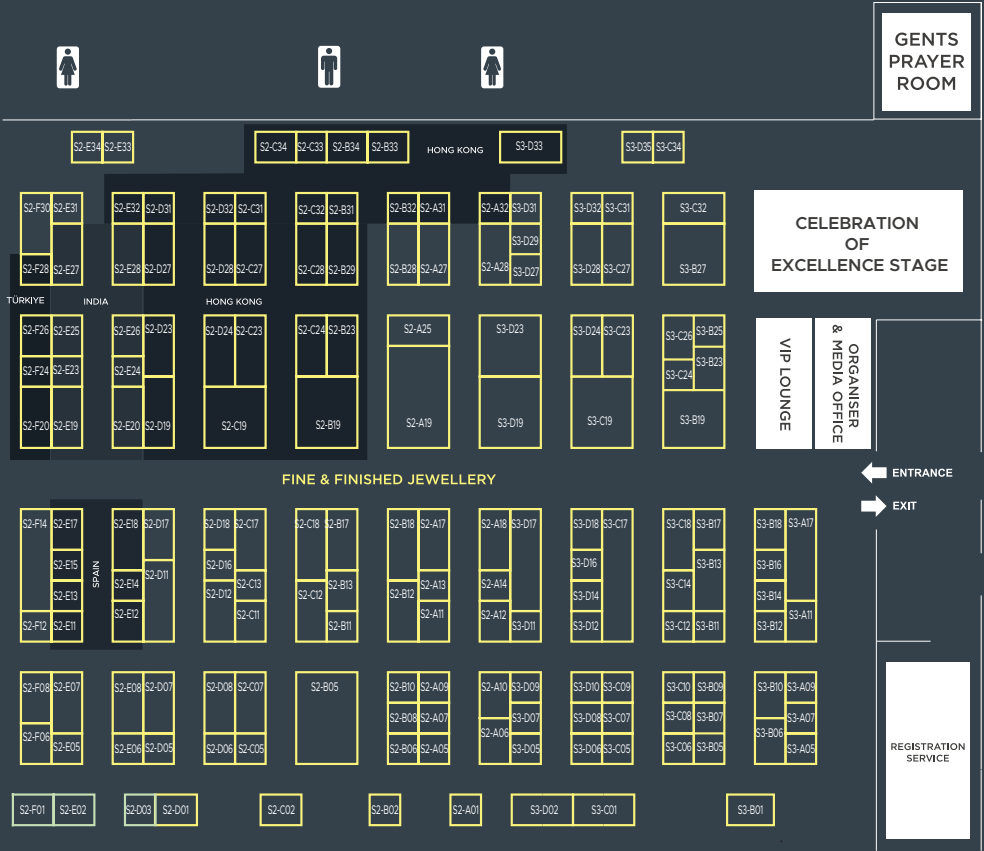 GENTS
PRAYER
ROOM
S2-E34 S2-E33 S2-C34 S2-C33 S2-B34 S2-B33 HONG KONG S3-D33 S3-D35 S3-C34
S2-F30 S2-E31 S2-E32 S2-D31 S2-D32 S2-C31 S2-C32 S2-B31 S2-B32 S2-A31 S2-A32 S3-D31 S3-D32 S3-C31 S3-C32
S3-D29
S2-F28 S2-E27 S2-E28 S2-D27 S2-D28 S2-C27 S2-C28 S2-B29 S2-B28 S2-A27 S2-A28 S3-D27 S3-D28 S3-C27 S3-B27
CELEBRATION
OF
EXCELLENCE STAGE
TÜRKIYE INDIA HONG KONG
S2-F26 S2-E25 S2-E26 S2-D23 S2-D24 S2-C23 S2-C24 S2-B23 S2-A25 S3-D23 S3-D24 S3-C23 S3-C26 S3-B25
S2-F24 S2-E23 S2-E24 S3-C24 S3-B23
S2-F20 S2-E19 S2-E20 S2-D19 S2-C19 S2-B19 S2-A19 S3-D19 S3-C19 S3-B19
VIP LOUNGE
ORGANISER
& MEDIA OFFICE
FINE & FINISHED JEWELLERY
ENTRANCE
EXIT
S2-F14 S2-E17 S2-E18 S2-D17 S2-D18 S2-C17 S2-C18 S2-B17 S2-B18 S2-A17 S2-A18 S3-D17 S3-D18 S3-C17 S3-C18 S3-B17 S3-B18 S3-A17
S2-E15 S2-D16 S3-D16 S3-B13 S3-B16
SPAIN
S2-E14 S2-D11 S2-C13 S2-B13 S2-A13 S2-A14 S3-C14
S2-E13 S2-D12 S2-C12 S2-B12 S3-D14 S3-B14
S2-F12 S2-E11 S2-E12 S2-C11 S2-B11 S2-A11 S2-A12 S3-D11 S3-D12 S3-C12 S3-B11 S3-B12 S3-A11
S2-F08 S2-E07 S2-E08 S2-D07 S2-D08 S2-C07 S2-B05 S2-B10 S2-A09 S2-A10 S3-D09 S3-D10 S3-C09 S3-C10 S3-B09 S3-B10 S3-A09
S2-B08 S2-A07 S3-D07 S3-D08 S3-C07 S3-C08 S3-B07 S3-A07
S2-F06 S2-E05 S2-E06 S2-D05 S2-D06 S2-C05 S2-B06 S2-A05 S2-A06 S3-D05 S3-D06 S3-C05 S3-C06 S3-B05 S3-B06 S3-A05
REGISTRATION
SERVICE
S2-F01 S2-E02 S2-D03 S2-D01 S2-C02 S2-B02 S2-A01 S3-D02 S3-C01 S3-B01